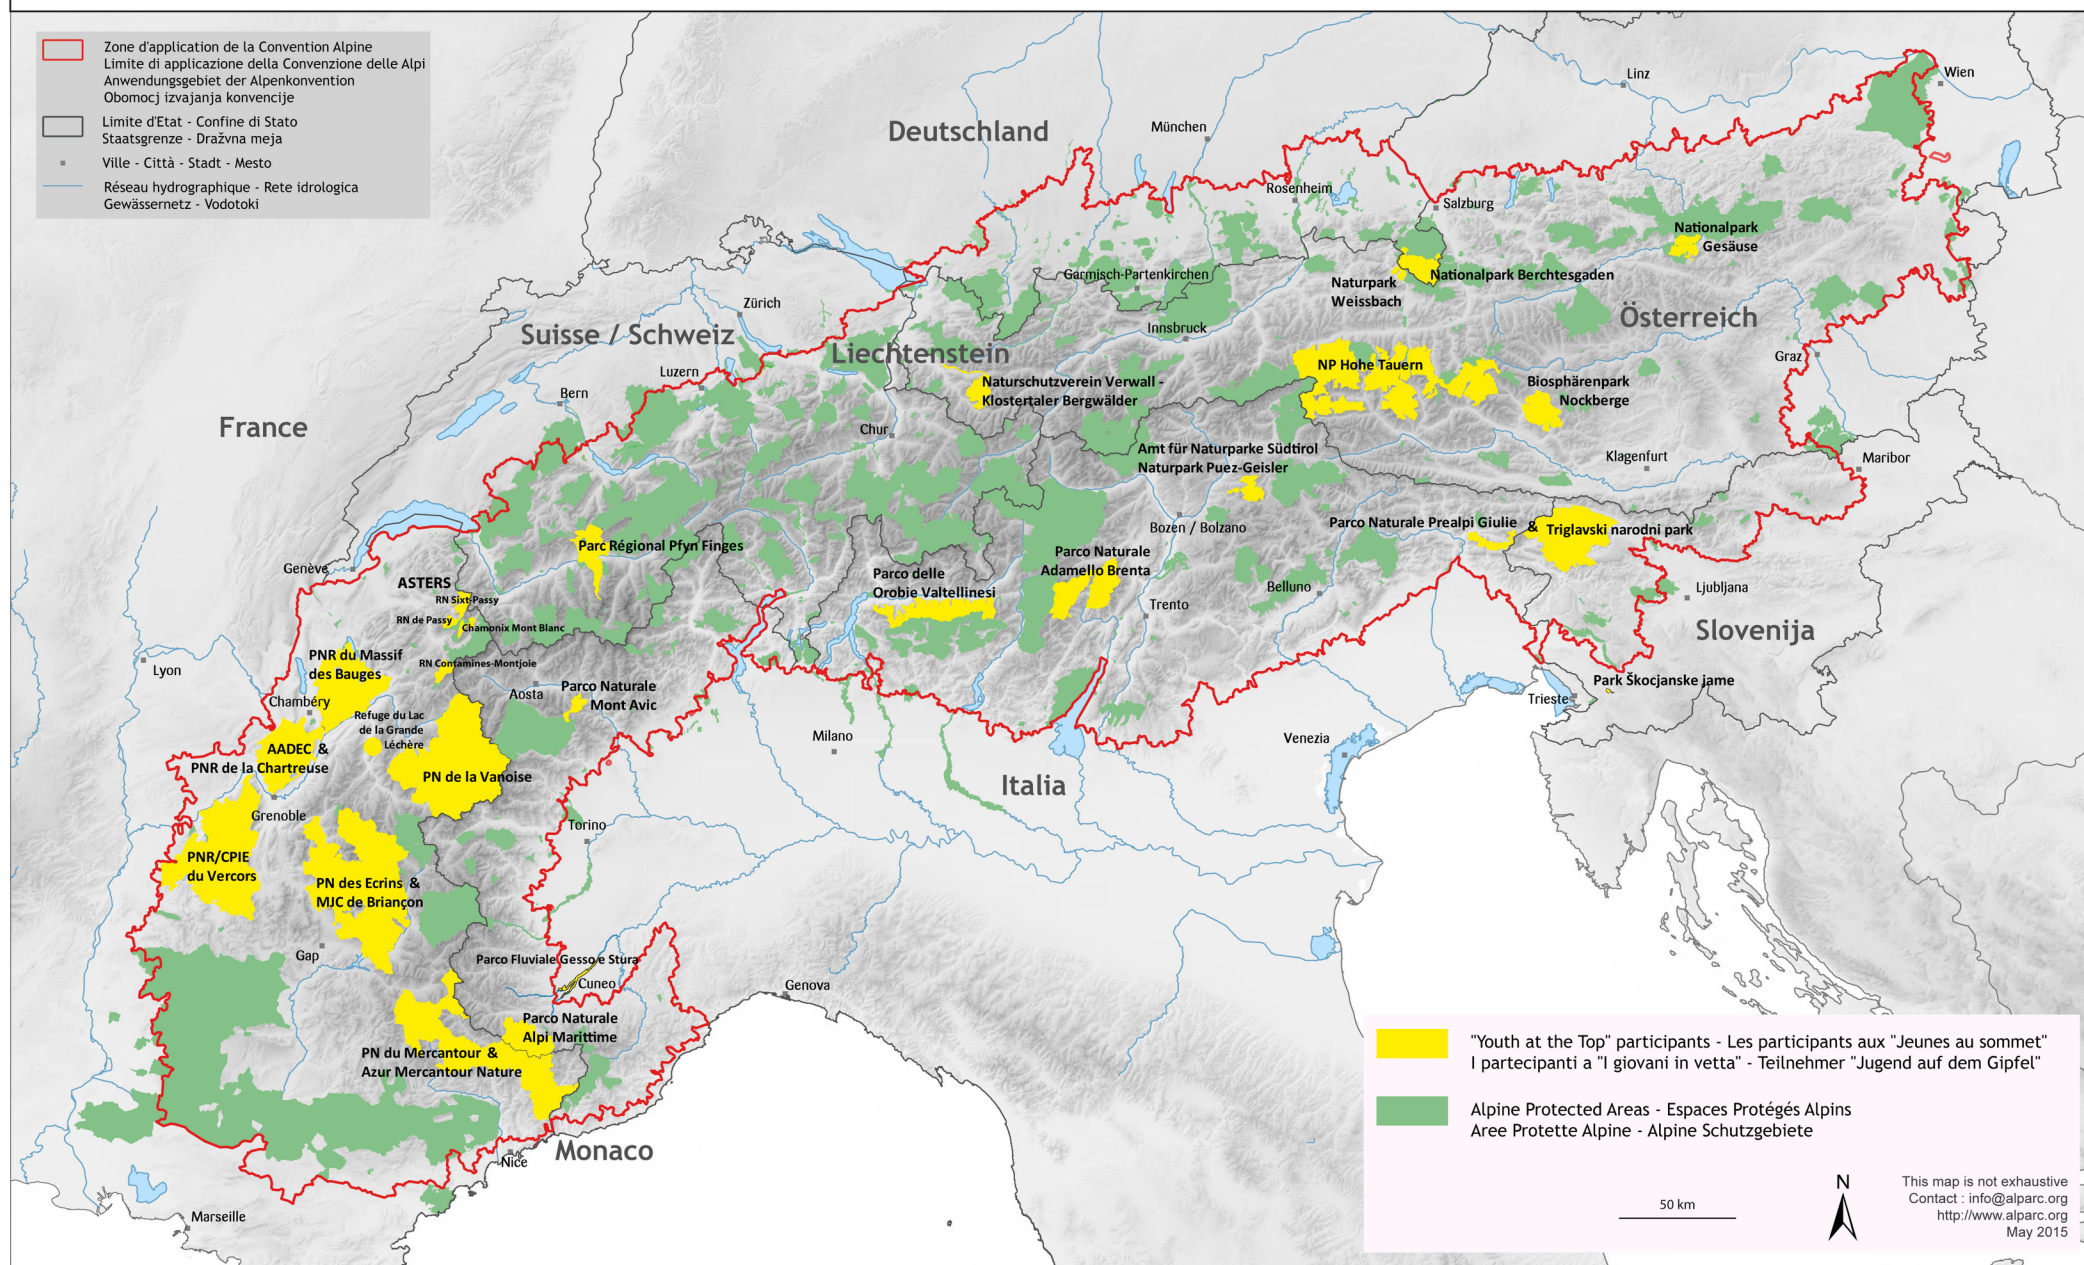 Zone d'application de la Convention Alpine
Limite di applicazione della Convenzione delle Alpi
Anwendungsgebiet der Alpenkonvention
Obomocj izvajanja konvencije
Limite d'Etat - Confine di Stato
Staatsgrenze - Dražvna meja
Ville - Città - Stadt - Mesto
Réseau hydrographique - Rete idrologica
Gewässernetz - Vodotoki
Linz
Wien
Deutschland
München
Rosenheim
Salzburg
Nationalpark
Gesäuse
Garmisch-Partenkirchen
Naturpark
Weissbach
Nationalpark Berchtesgaden
Zürich
Suisse / Schweiz
Liechtenstein
Innsbruck
Österreich
Graz
Luzern
Bern
Naturschutzverein Verwall -
Klostertaler Bergwälder
NP Hohe Tauern
Biosphärenpark
Nockberge
France
Chur
Amt für Naturparke Südtirol
Naturpark Puez-Geisler
Klagenfurt
Maribor
Bozen / Bolzano
Parco Naturale Prealpi Giulie &
Triglavski narodni park
Parc Régional Pfyn Finges
Genève
ASTERS
RN Sixt-Passy
RN de Passy
Chamonix Mont Blanc
RN Contamines-Montjoie
Parco delle
Orobie Valtellinesi
Parco Naturale
Adamello Brenta
Belluno
Trento
Ljubljana
Slovenija
Lyon
PNR du Massif
des Bauges
Chambéry
Aosta
Parco Naturale
Mont Avic
Park Škocjanske jame
Trieste
Refuge du Lac
de la Grande
Léchère
AADEC &
PNR de la Chartreuse
PN de la Vanoise
Milano
Venezia
Italia
Grenoble
Torino
PNR/CPIE
du Vercors
PN des Ecrins &
MJC de Briançon
Gap
Parco Fluviale Gesso e Stura
Cuneo
Genova
Parco Naturale
Alpi Marittime
PN du Mercantour &
Azur Mercantour Nature
Monaco
Nice
Marseille
"Youth at the Top" participants - Les participants aux "Jeunes au sommet"
I partecipanti a "I giovani in vetta" - Teilnehmer "Jugend auf dem Gipfel"
Alpine Protected Areas - Espaces Protégés Alpins
Aree Protette Alpine - Alpine Schutzgebiete
50 km
N
This map is not exhaustive
Contact : info@alparc.org
http://www.alparc.org
May 2015